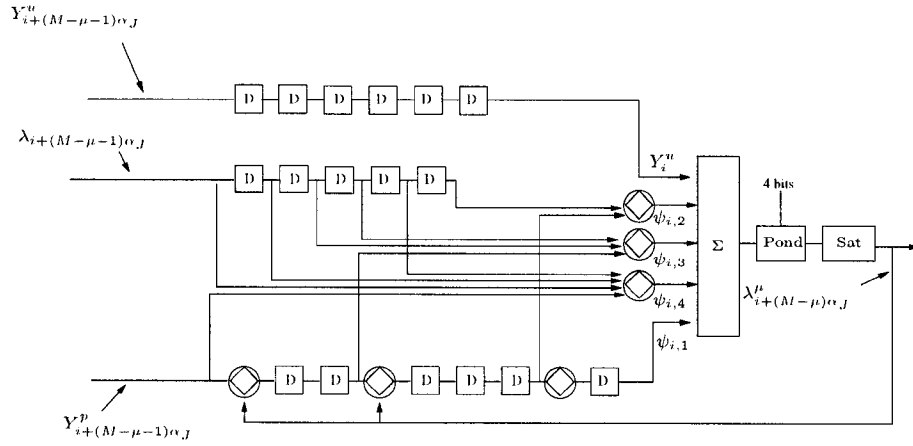 Y^u_{i+(M−μ−1)α_J}
D D D D D D
λ_{i+(M−μ−1)α_J}
Y^u_i
D D D D D
4 bits
ψ_{i,2}
ψ_{i,3}
Σ
Pond
Sat
ψ_{i,4}
λ^μ_{i+(M−μ)α_J}
ψ_{i,1}
D D D D D D
Y^p_{i+(M−μ−1)α_J}